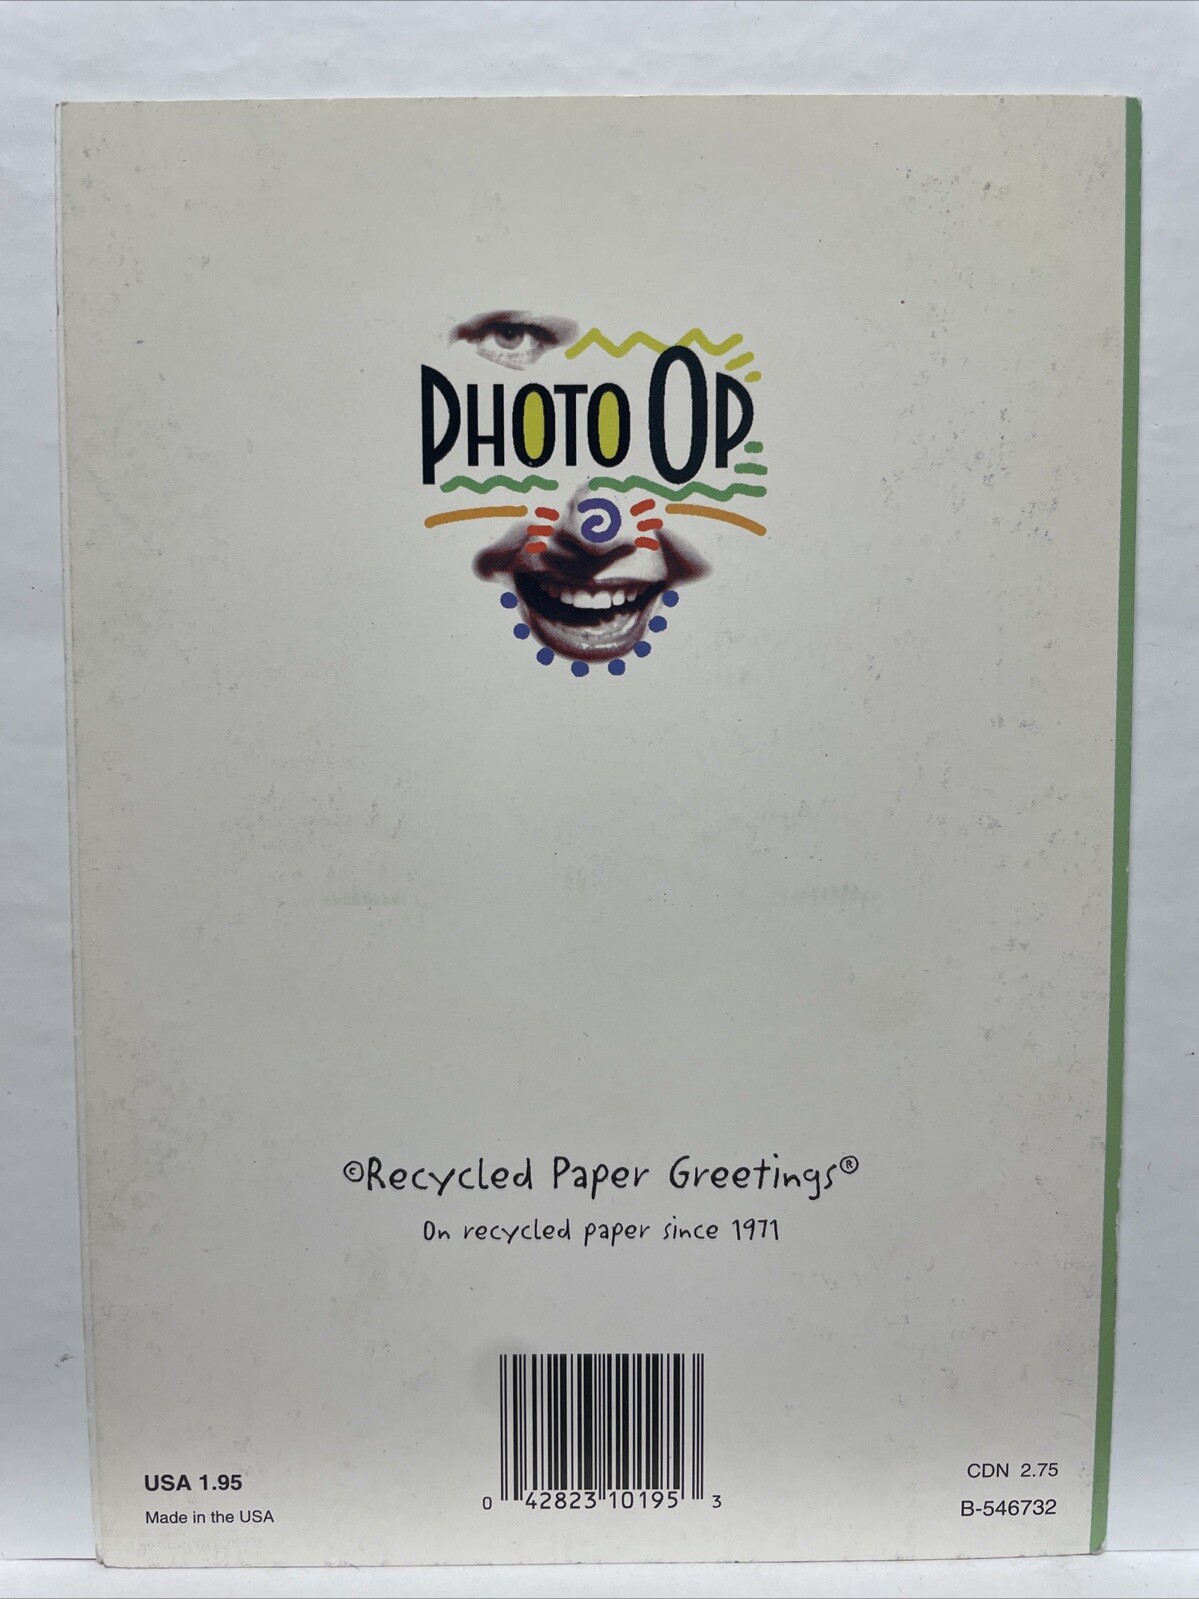 PHOTO OP
©Recycled Paper Greetings®
On recycled paper since 1971
USA 1.95
Made in the USA
0 42823 10195 3
CDN 2.75
B-546732